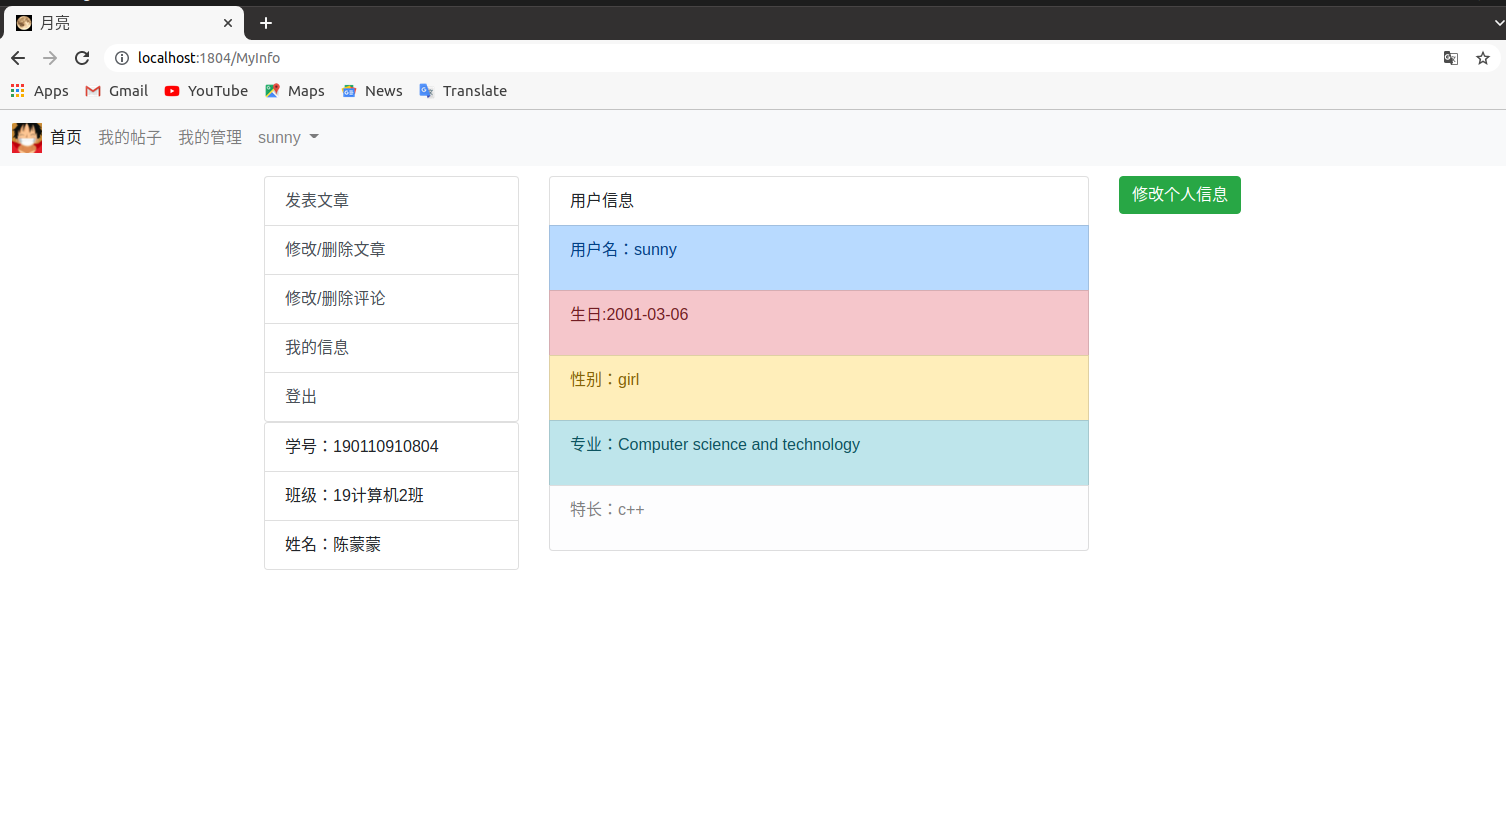 月亮
localhost:1804/MyInfo
Apps Gmail YouTube Maps News Translate
首页 我的帖子 我的管理 sunny
发表文章
修改/删除文章
修改/删除评论
我的信息
登出
学号：190110910804
班级：19计算机2班
姓名：陈蒙蒙
用户信息
用户名：sunny
生日:2001-03-06
性别：girl
专业：Computer science and technology
特长：c++
修改个人信息